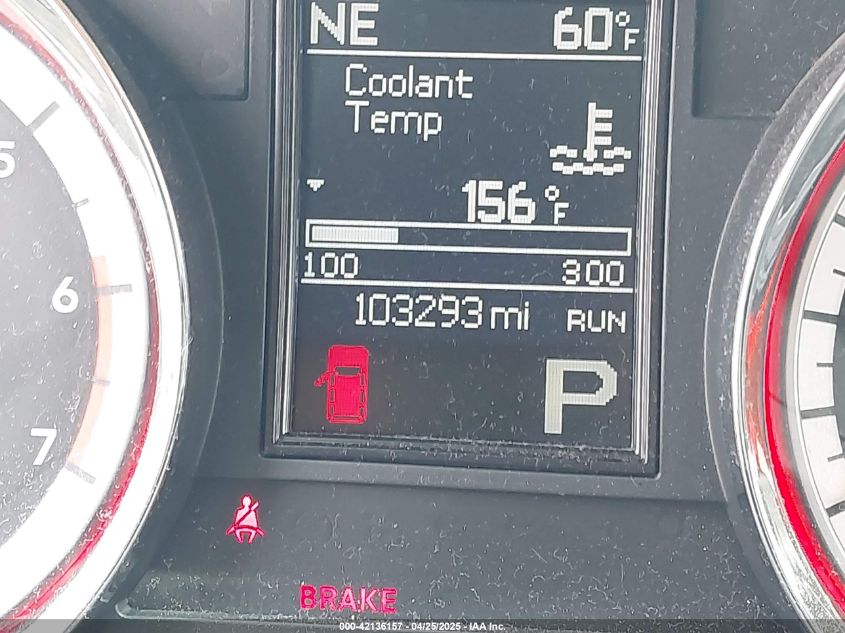 NE 60°F
Coolant
Temp
156°F
100 300
103293 mi RUN
P
5
6
7
BRAKE
000-42136157 - 04/25/2025 - IAA Inc.